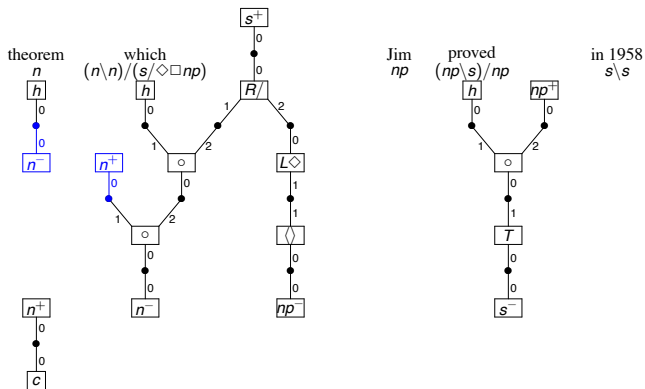 s⁺
0
0
theorem which Jim proved in 1958
n (n\n)/(s/◇□np) np (np\s)/np s\s
h h R/ h np⁺
0 0 1 2 0 0
0 1 2 0 1 2
n⁻ n⁺ ○ L◇ ○
0 0 1 0
1 2 1 1
○ ◊ T
0 0 0
0 0 0
n⁺ n⁻ np⁻ s⁻
0
0
c